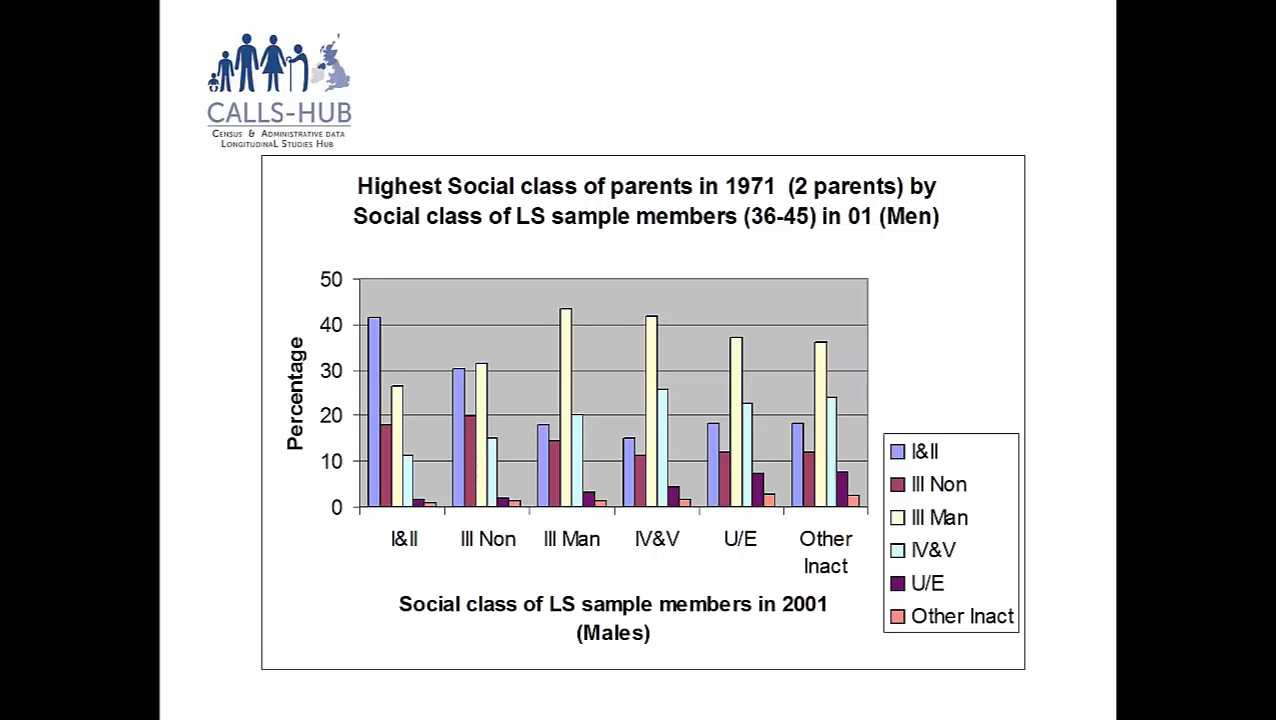 CALLS-HUB
CENSUS & ADMINISTRATIVE DATA
LONGITUDINAL STUDIES HUB
Highest Social class of parents in 1971 (2 parents) by
Social class of LS sample members (36-45) in 01 (Men)
50
40
30
20
10
0
Percentage
I&II
III Non
III Man
IV&V
U/E
Other
Inact
Social class of LS sample members in 2001
(Males)
I&II
III Non
III Man
IV&V
U/E
Other Inact